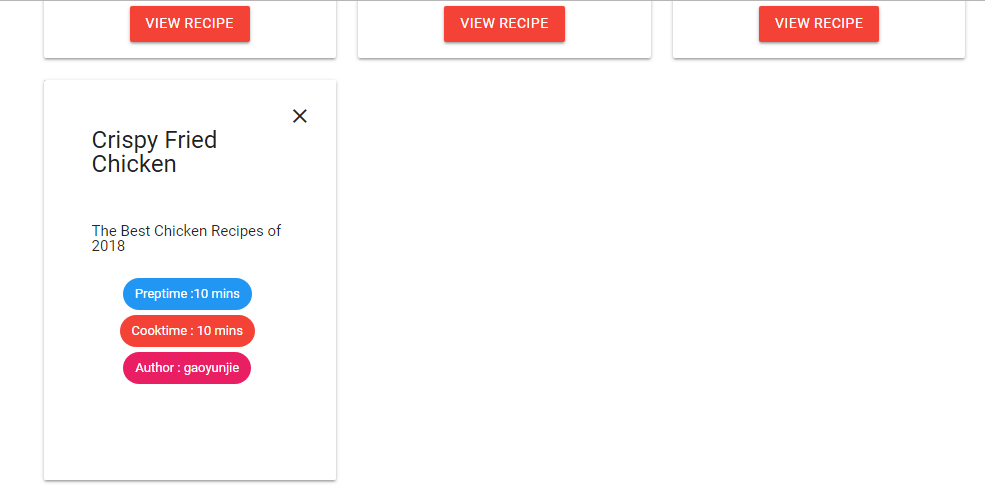 VIEW RECIPE VIEW RECIPE VIEW RECIPE
Crispy Fried
Chicken
The Best Chicken Recipes of
2018
Preptime :10 mins
Cooktime : 10 mins
Author : gaoyunjie